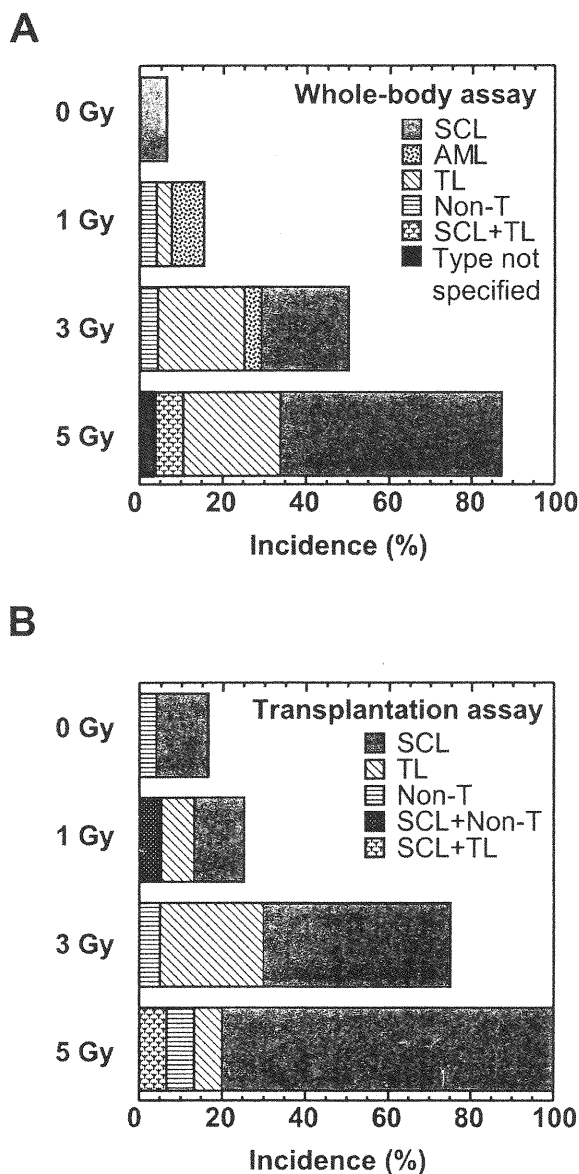 A
Whole-body assay
SCL
AML
TL
Non-T
SCL+TL
Type not
specified
0 Gy
1 Gy
3 Gy
5 Gy
0 20 40 60 80 100
Incidence (%)
B
Transplantation assay
SCL
TL
Non-T
SCL+Non-T
SCL+TL
0 Gy
1 Gy
3 Gy
5 Gy
0 20 40 60 80 100
Incidence (%)